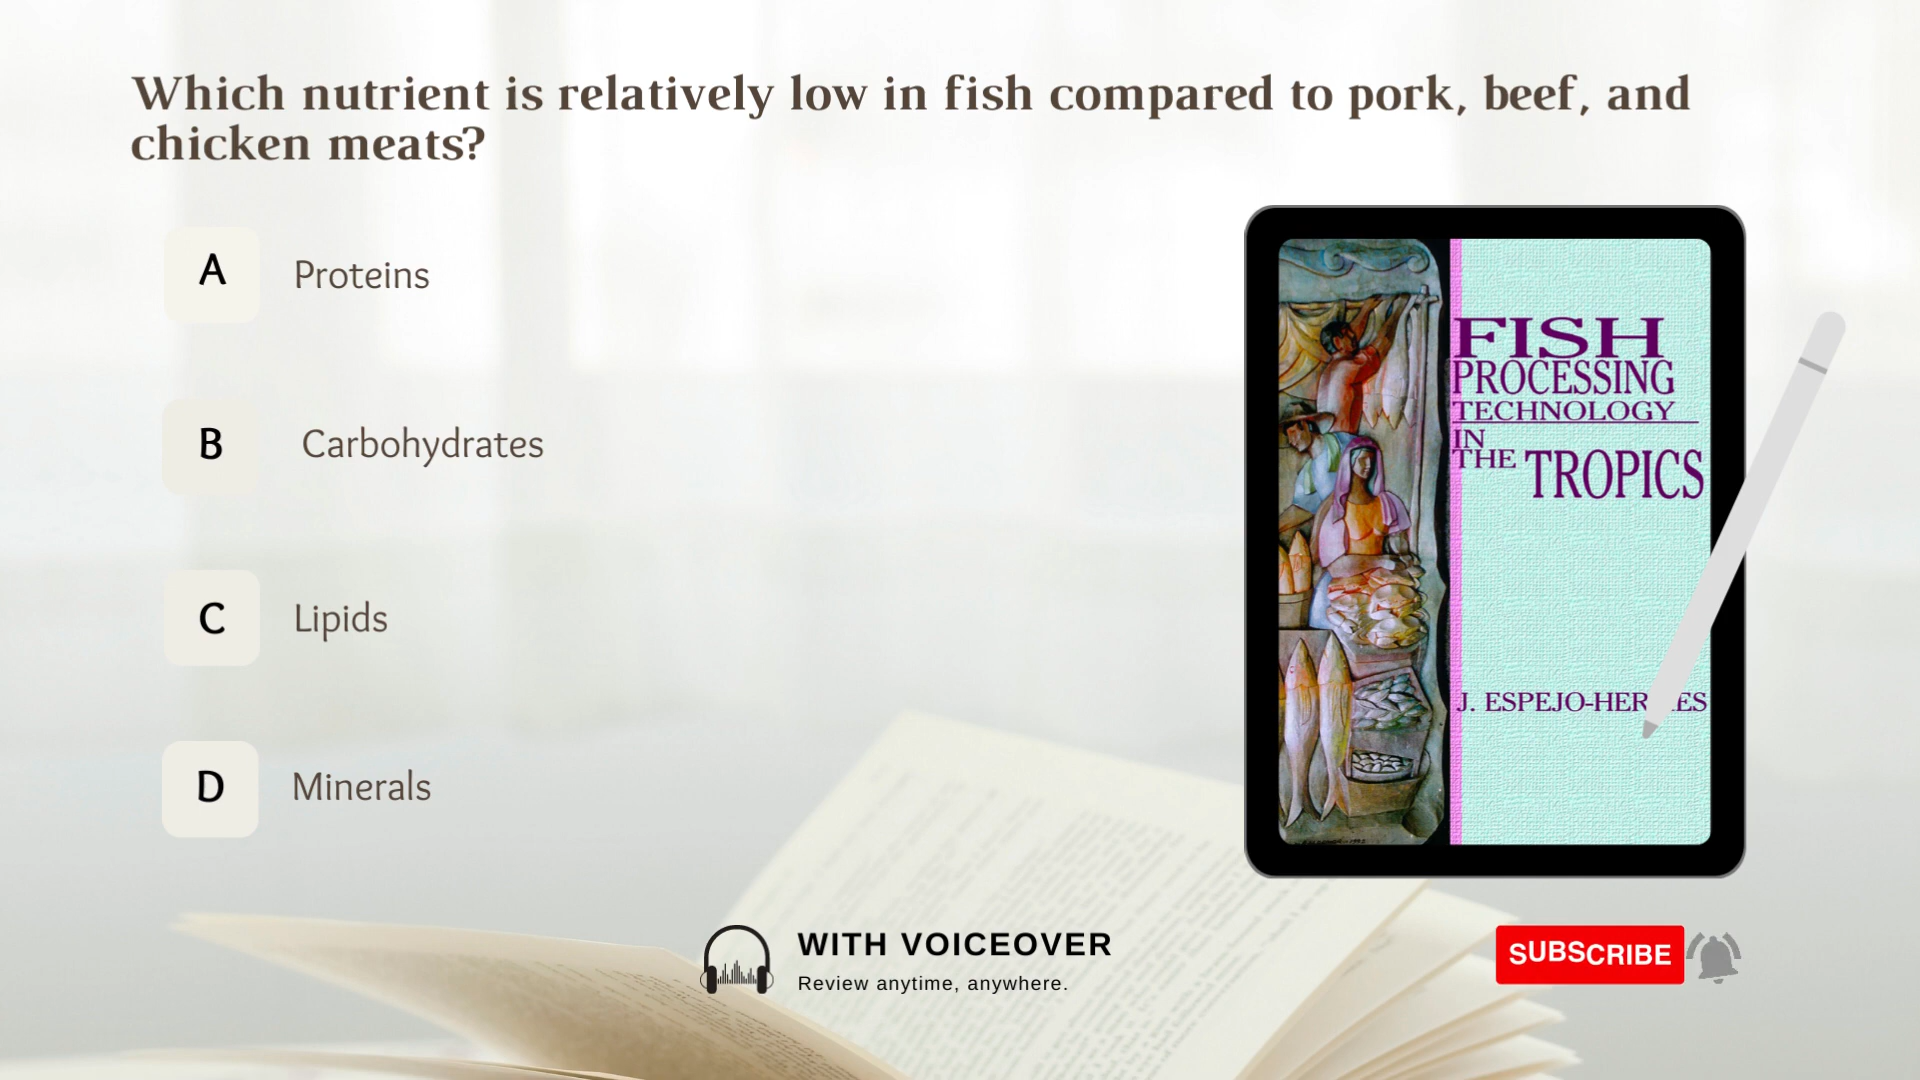 Which nutrient is relatively low in fish compared to pork, beef, and
chicken meats?
A Proteins
B Carbohydrates
C Lipids
D Minerals
FISH
PROCESSING
TECHNOLOGY
IN
THE TROPICS
J.
WITH VOICEOVER
Review anytime, anywhere.
SUBSCRIBE